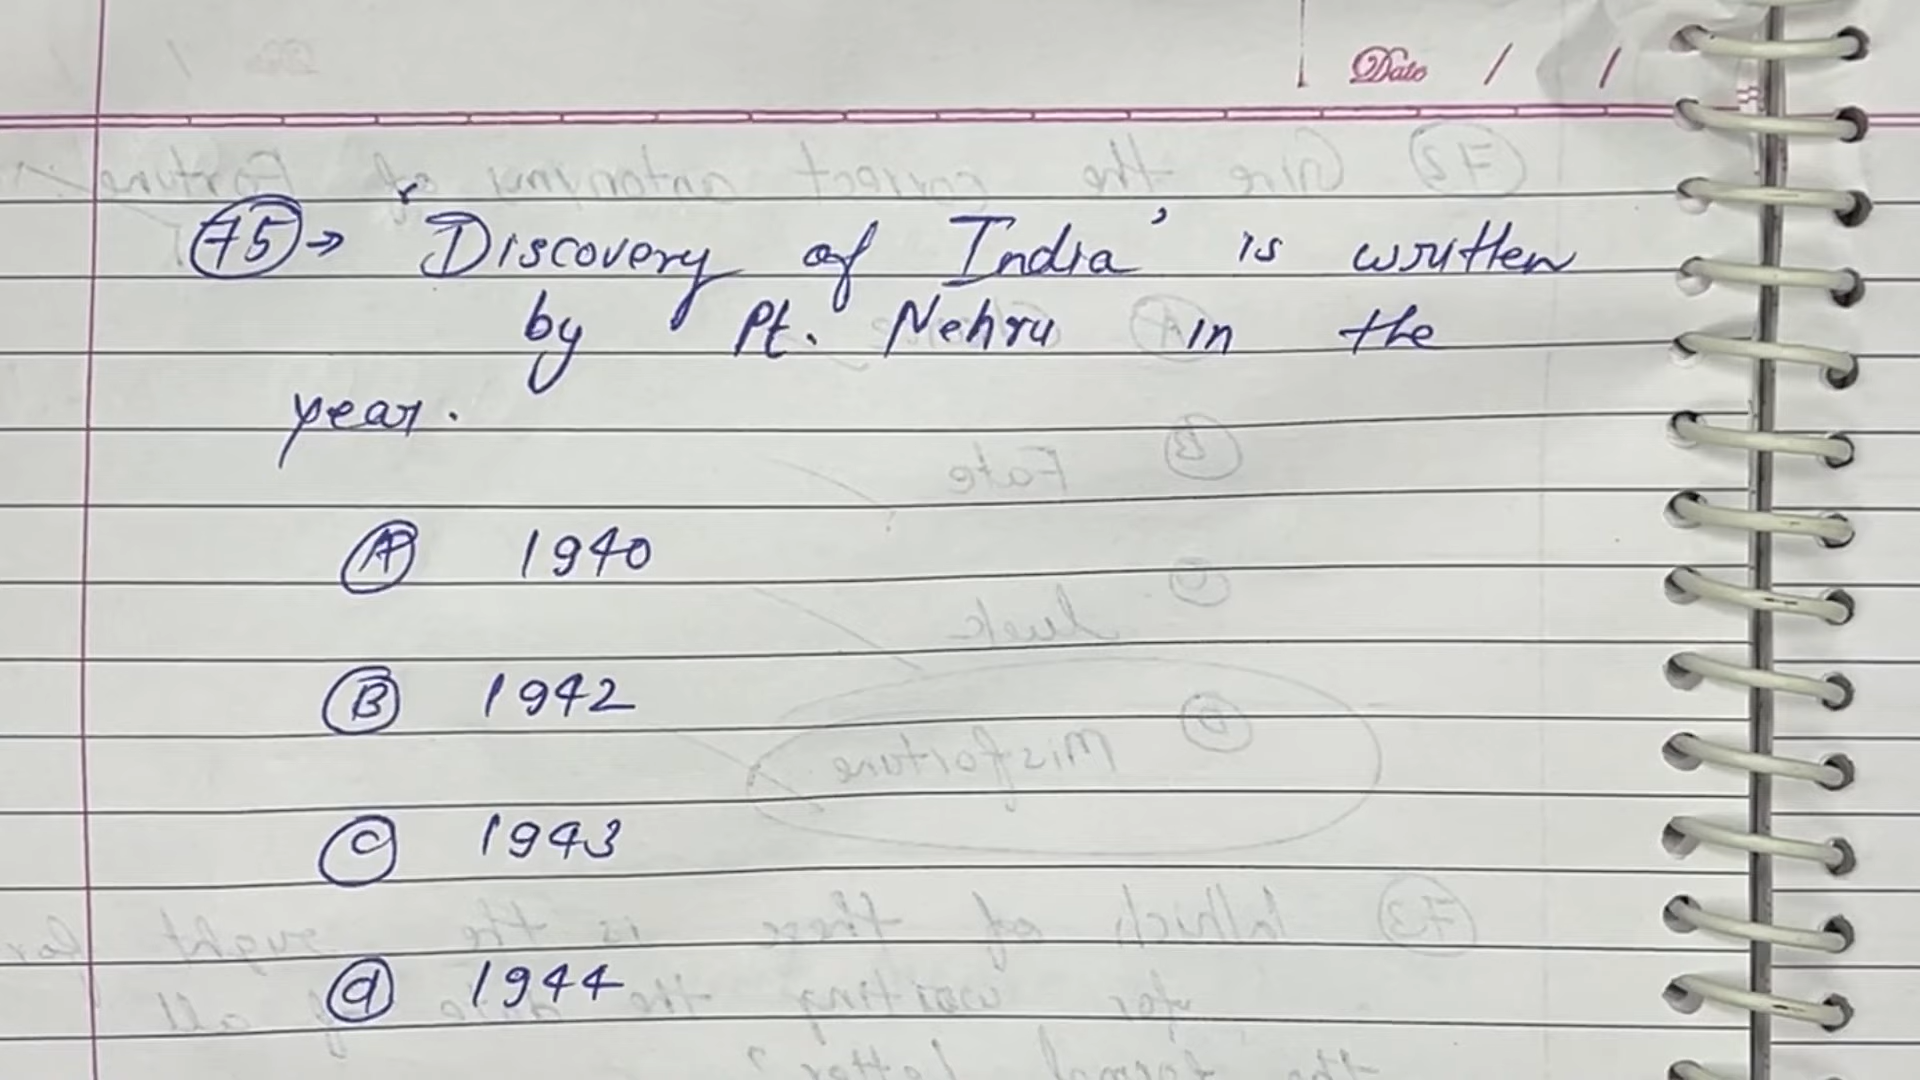 Date / /
75 → "Discovery of India' is written
by Pt. Nehru in the
year.
A 1940
B 1942
C 1943
d 1944